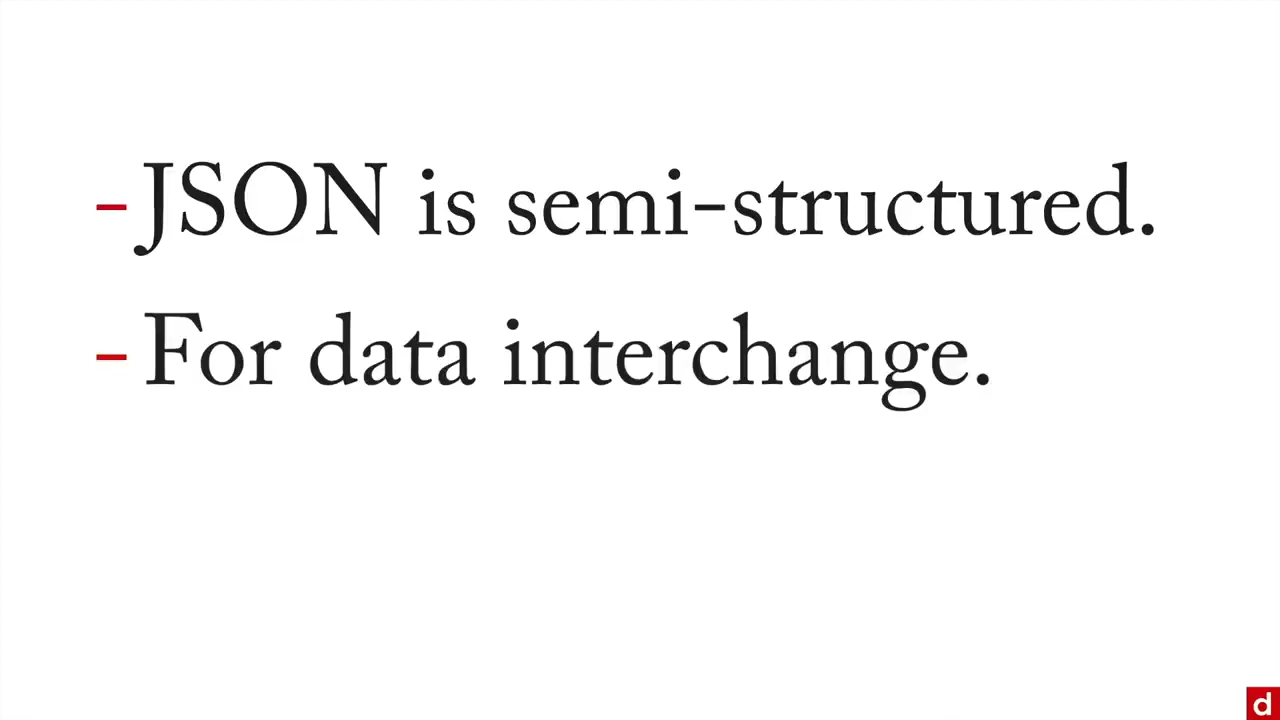 -JSON is semi-structured.
-For data interchange.
d